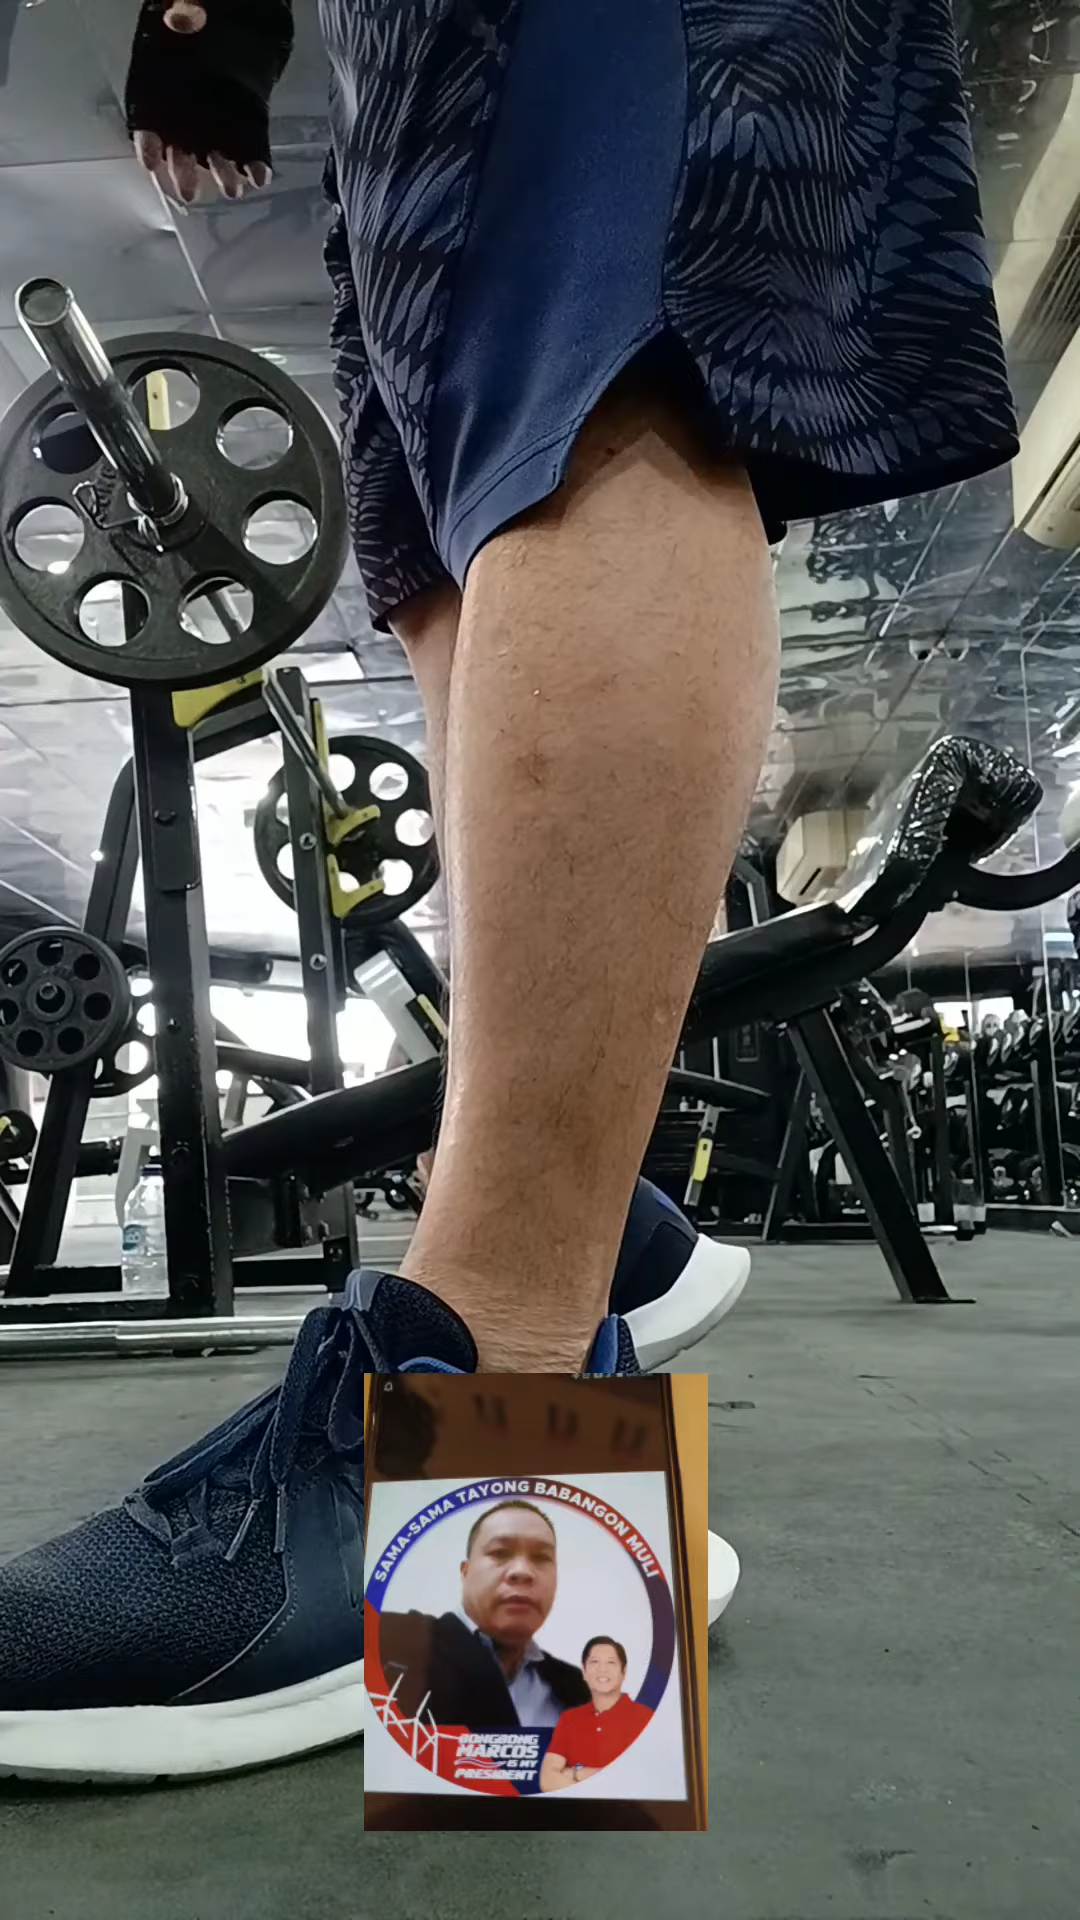 SAMA-SAMA TAYONG BABANGON MULI
BONGBONG
MARCOS
IS MY
PRESIDENT